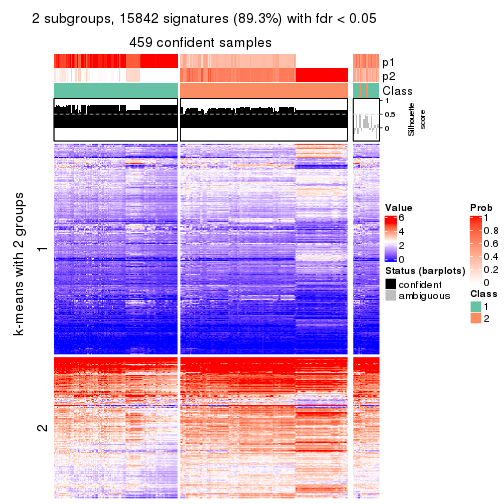 2 subgroups, 15842 signatures (89.3%) with fdr < 0.05
459 confident samples
p1
p2
Class
1
0.5
0
Silhouette
score
k-means with 2 groups
1
2
Value
6
4
2
0
Status (barplots)
confident
ambiguous
Prob
1
0.8
0.6
0.4
0.2
0
Class
1
2